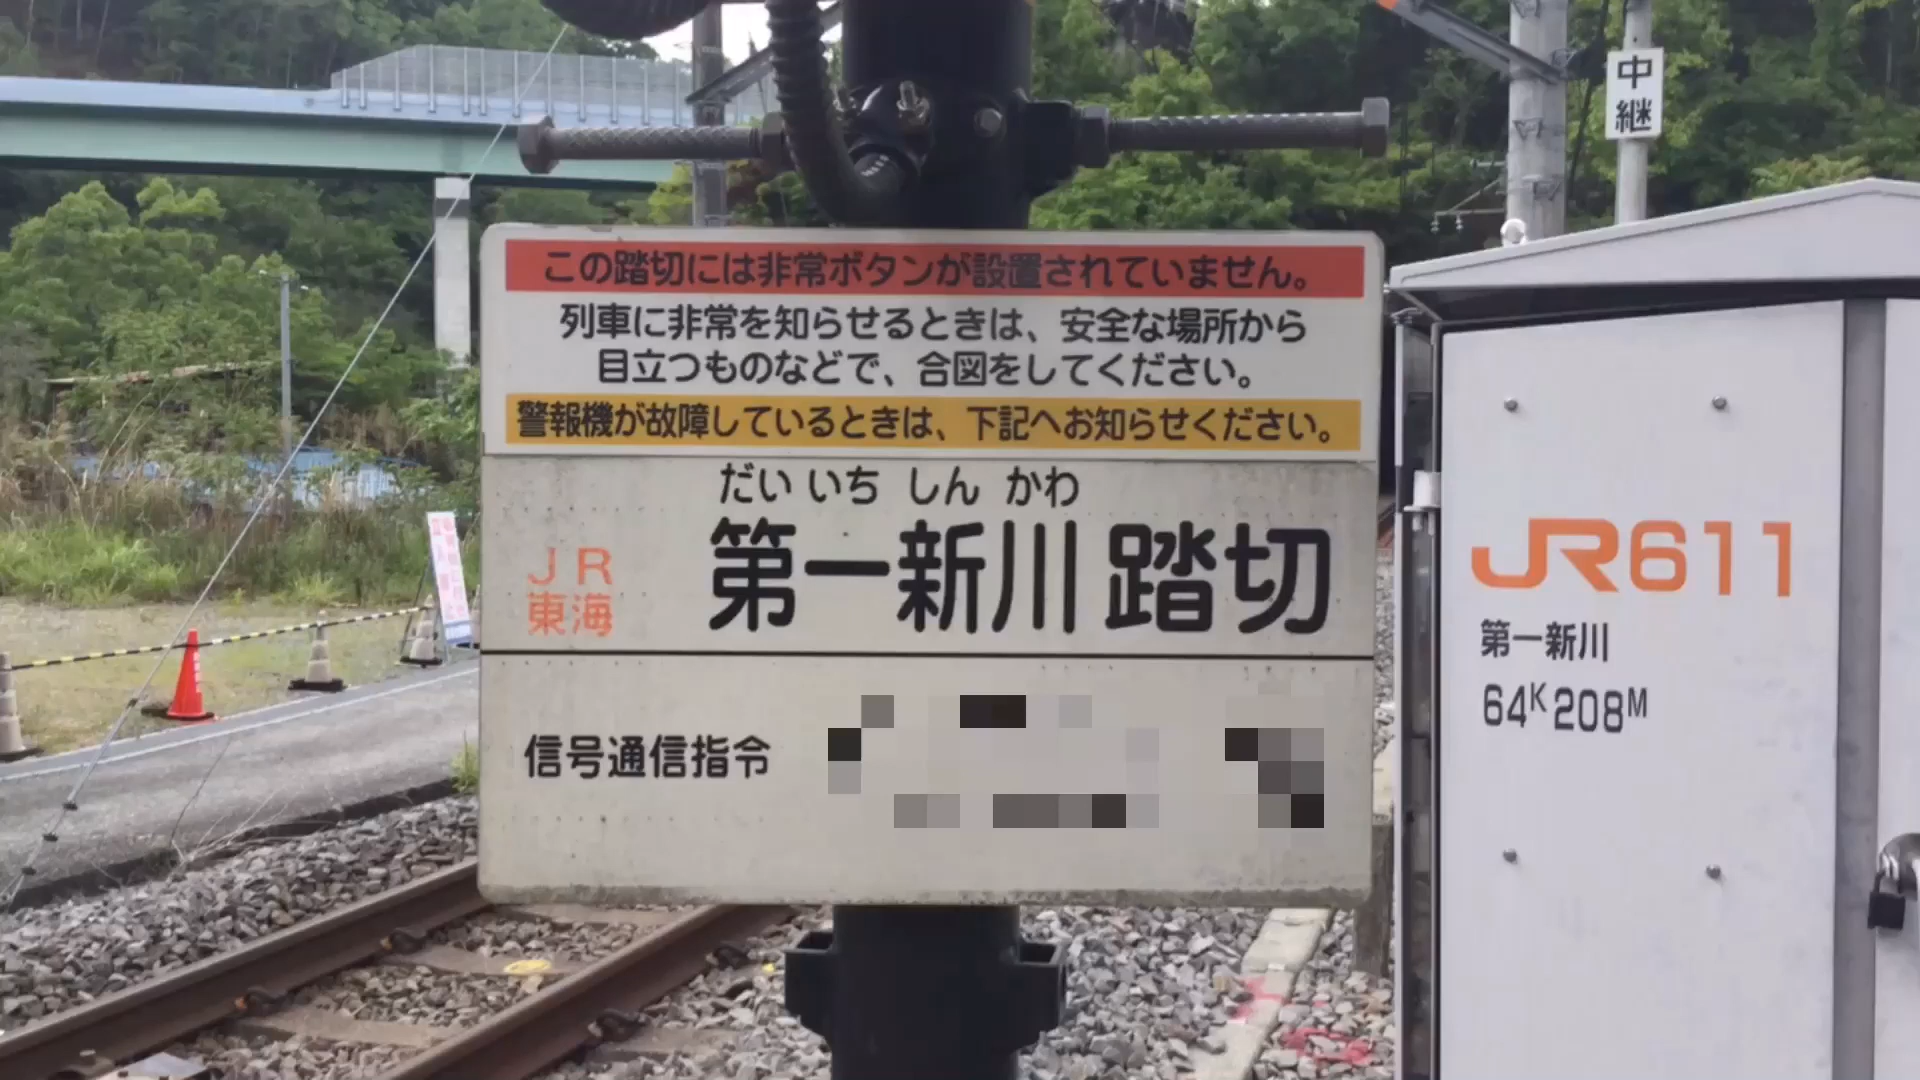 この踏切には非常ボタンが設置されていません。
列車に非常を知らせるときは、安全な場所から
目立つものなどで、合図をしてください。
警報機が故障しているときは、下記へお知らせください。
だい いち しん かわ
第一新川踏切
JR
東海
信号通信指令
中継
JR611
第一新川
64K208M